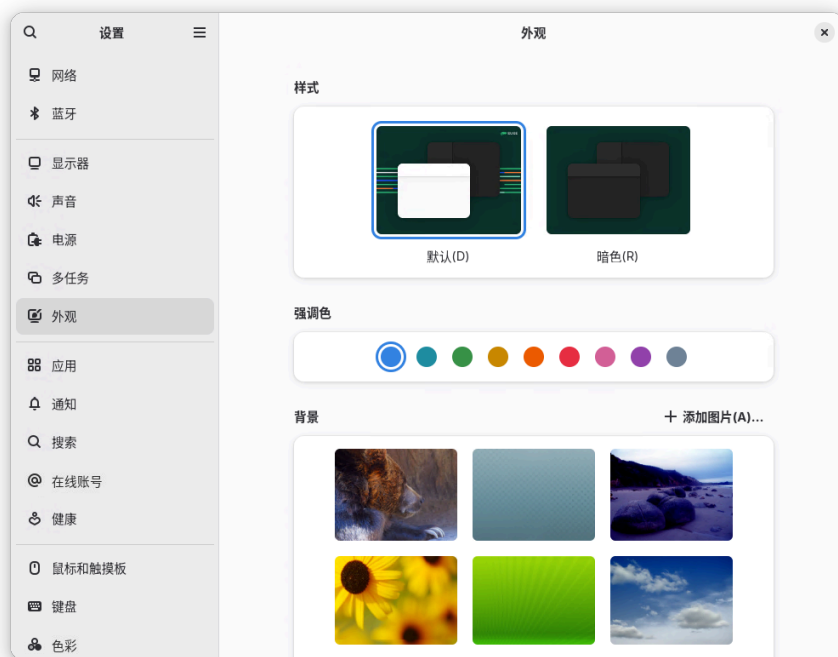 设置
外观
网络
蓝牙
显示器
声音
电源
多任务
外观
应用
通知
搜索
在线账号
健康
鼠标和触摸板
键盘
色彩
样式
默认(D)
暗色(R)
强调色
背景
添加图片(A)...